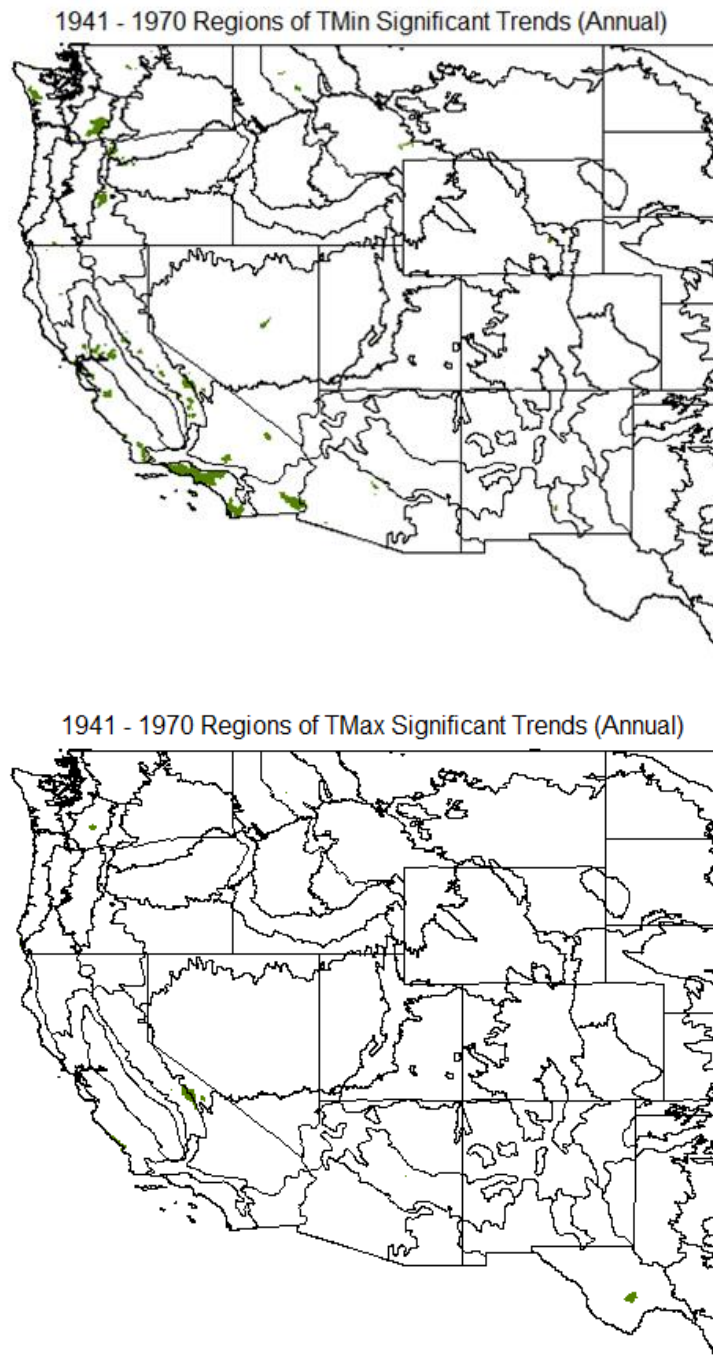 1941 - 1970 Regions of TMin Significant Trends (Annual)
1941 - 1970 Regions of TMax Significant Trends (Annual)